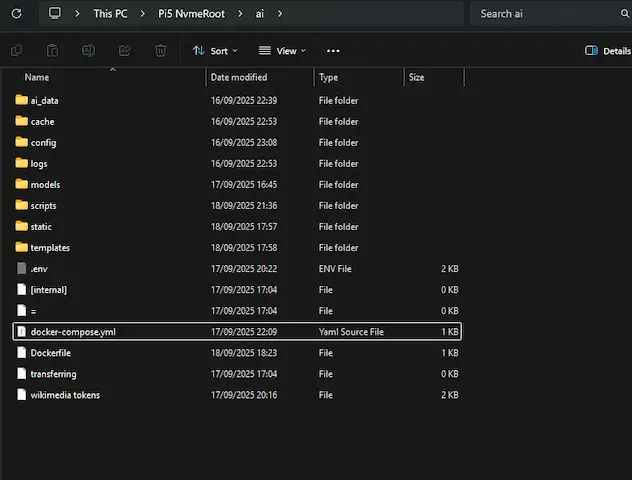 This PC > Pi5 NvmeRoot > ai > Search ai
Sort View ... Details
Name Date modified Type Size
ai_data 16/09/2025 22:39 File folder
cache 16/09/2025 22:53 File folder
config 16/09/2025 23:08 File folder
logs 16/09/2025 22:53 File folder
models 17/09/2025 16:45 File folder
scripts 18/09/2025 21:36 File folder
static 18/09/2025 17:57 File folder
templates 18/09/2025 17:58 File folder
.env 17/09/2025 20:22 ENV File 2 KB
[internal] 17/09/2025 17:04 File 0 KB
= 17/09/2025 17:04 File 0 KB
docker-compose.yml 17/09/2025 22:09 Yaml Source File 1 KB
Dockerfile 18/09/2025 18:23 File 1 KB
transferring 17/09/2025 17:04 File 0 KB
wikimedia tokens 17/09/2025 20:16 File 2 KB